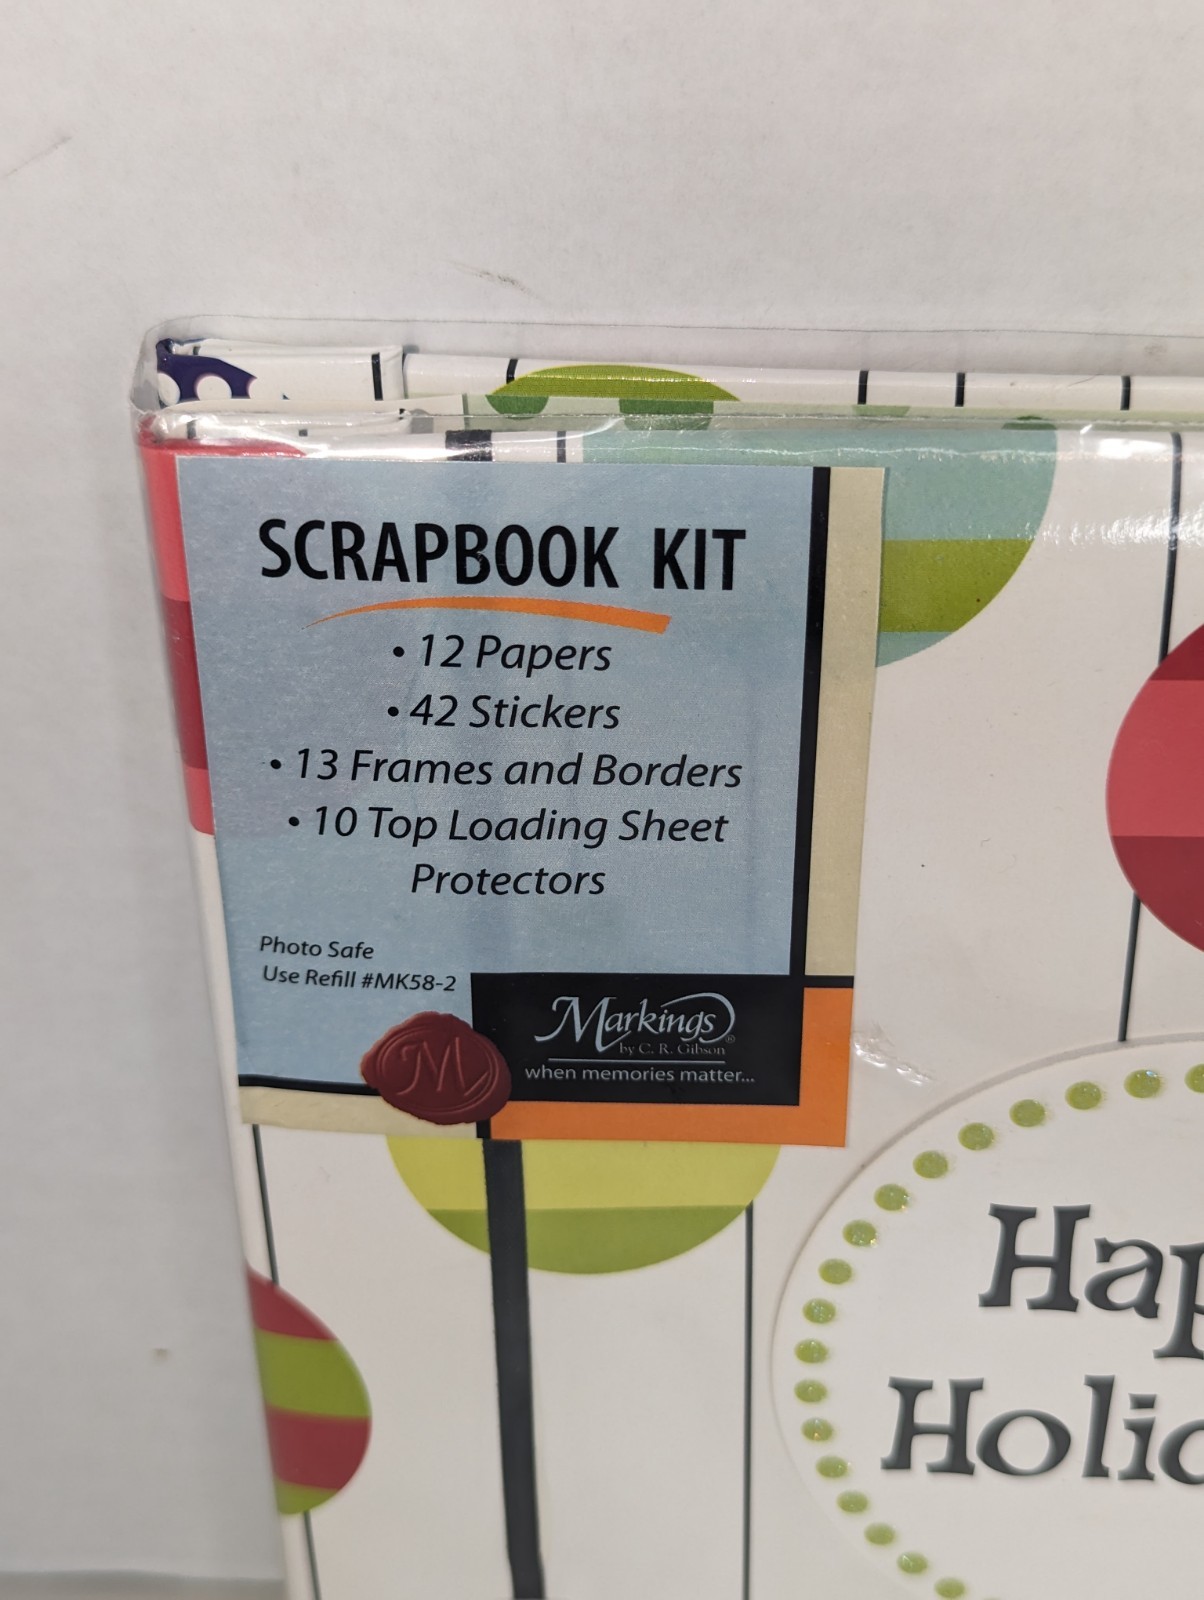 SCRAPBOOK KIT
• 12 Papers
• 42 Stickers
• 13 Frames and Borders
• 10 Top Loading Sheet
Protectors
Photo Safe
Use Refill #MK58-2
M
Markings®
by C. R. Gibson
when memories matter...
Hap
Holid